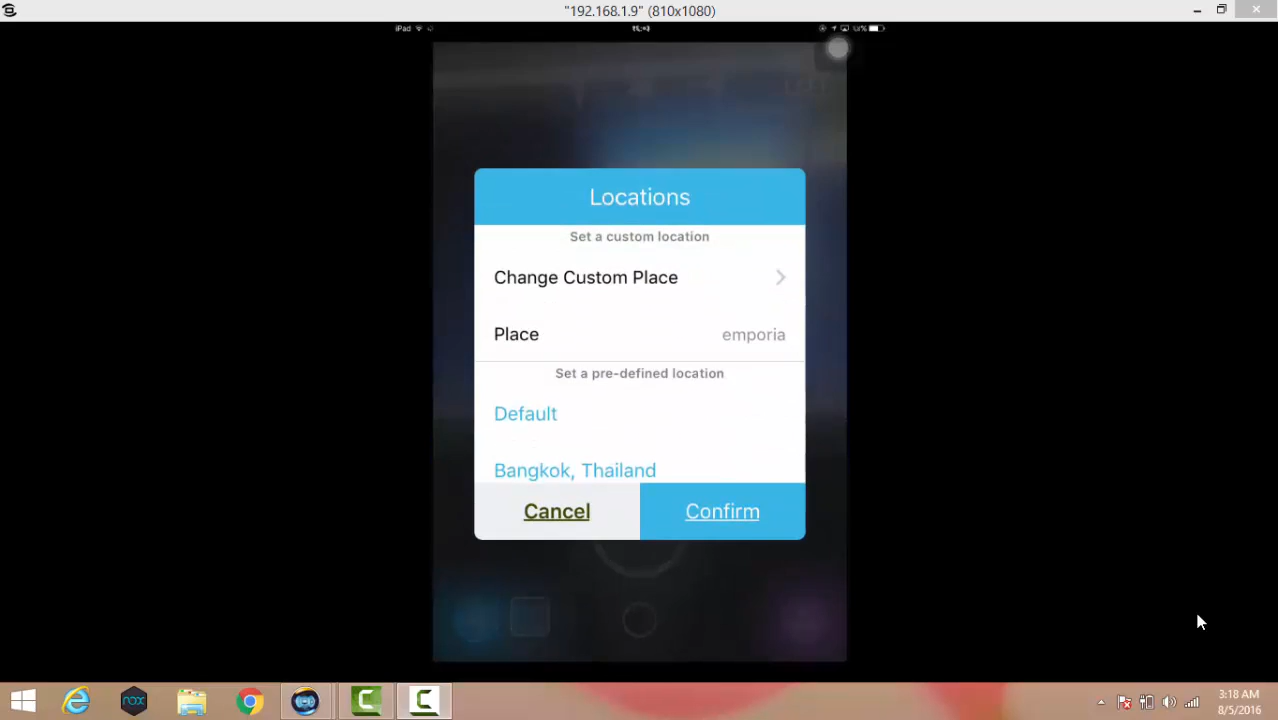 "192.168.1.9" (810x1080)
iPad
Locations
Set a custom location
Change Custom Place
Place emporia
Set a pre-defined location
Default
Bangkok, Thailand
Cancel Confirm
nox
3:18 AM
8/5/2016